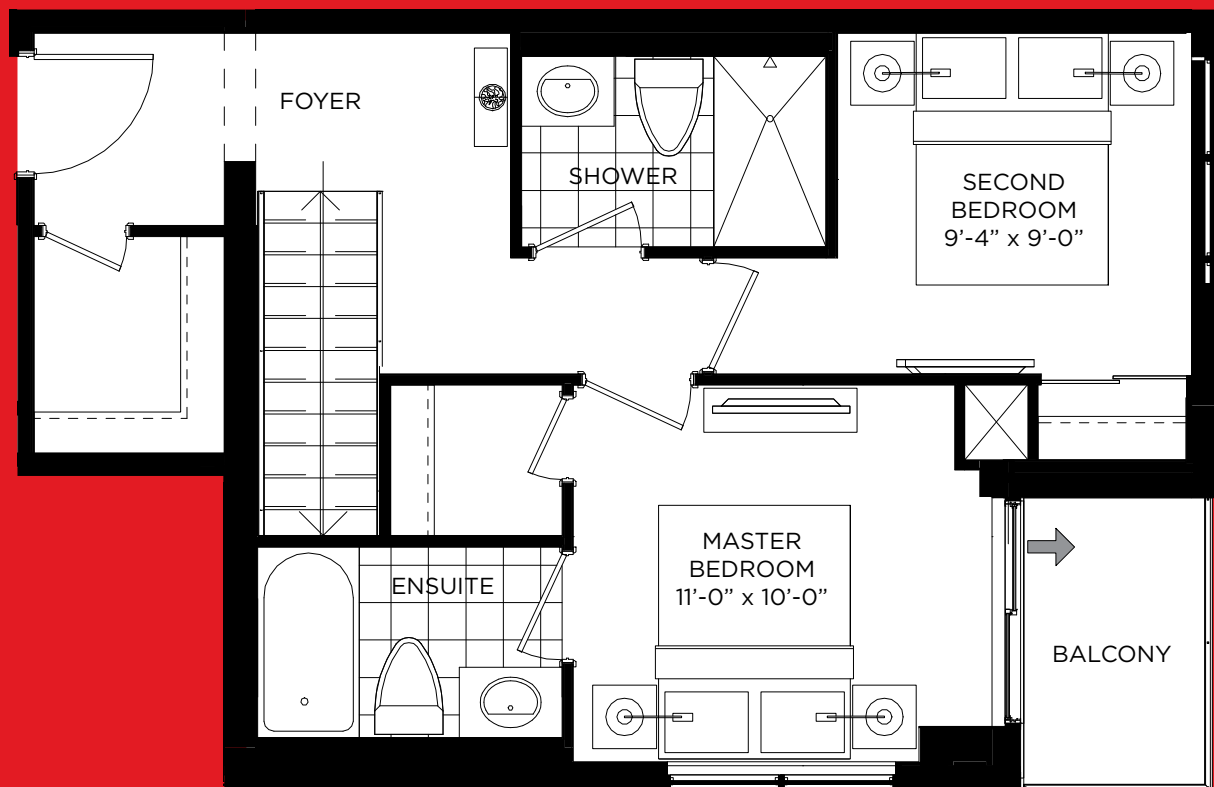 FOYER
SHOWER
SECOND
BEDROOM
9’-4” x 9’-0”
ENSUITE
MASTER
BEDROOM
11’-0” x 10’-0”
BALCONY